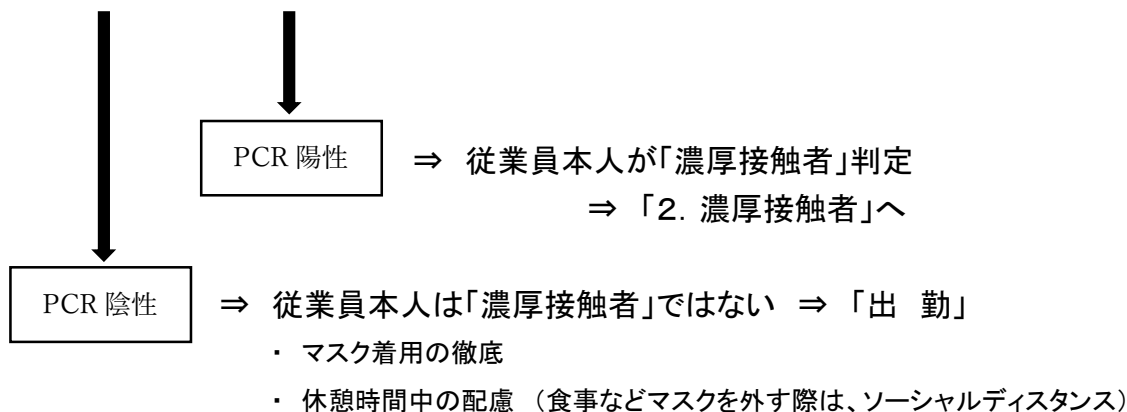 PCR 陽性 ⇒ 従業員本人が「濃厚接触者」判定
⇒ 「2．濃厚接触者」へ
PCR 陰性 ⇒ 従業員本人は「濃厚接触者」ではない ⇒ 「出　勤」
・ マスク着用の徹底
・ 休憩時間中の配慮 （食事などマスクを外す際は、ソーシャルディスタンス）